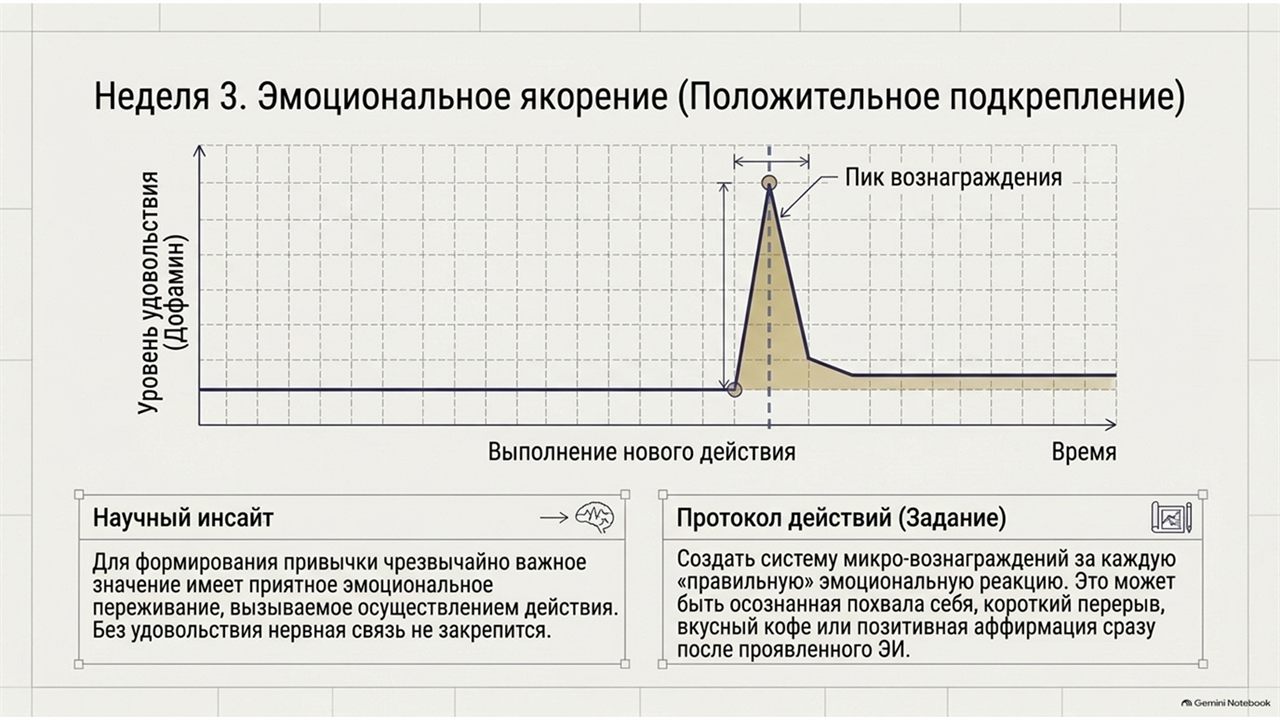 Неделя 3. Эмоциональное якорение (Положительное подкрепление)
Уровень удовольствия
(Дофамин)
Пик вознаграждения
Выполнение нового действия
Время
Научный инсайт
Для формирования привычки чрезвычайно важное
значение имеет приятное эмоциональное
переживание, вызываемое осуществлением действия.
Без удовольствия нервная связь не закрепится.
Протокол действий (Задание)
Создать систему микро-вознаграждений за каждую
«правильную» эмоциональную реакцию. Это может
быть осознанная похвала себя, короткий перерыв,
вкусный кофе или позитивная аффирмация сразу
после проявленного ЭИ.
Gemini Notebook